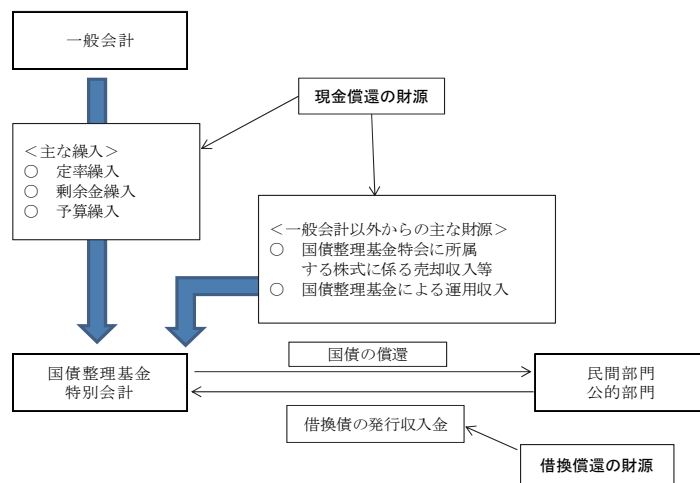 一般会計
現金償還の財源
＜主な繰入＞
○ 定率繰入
○ 剰余金繰入
○ 予算繰入
＜一般会計以外からの主な財源＞
○ 国債整理基金特会に所属
する株式に係る売却収入等
○ 国債整理基金による運用収入
国債の償還
国債整理基金
特別会計
民間部門
公的部門
借換債の発行収入金
借換償還の財源